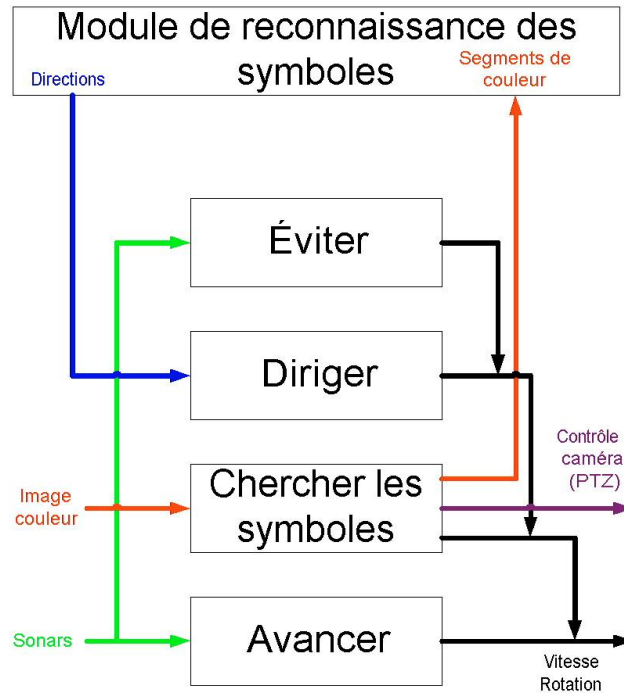 Module de reconnaissance des
symboles
Directions
Segments de
couleur
Éviter
Diriger
Chercher les
symboles
Contrôle
caméra
(PTZ)
Image
couleur
Sonars
Avancer
Vitesse
Rotation